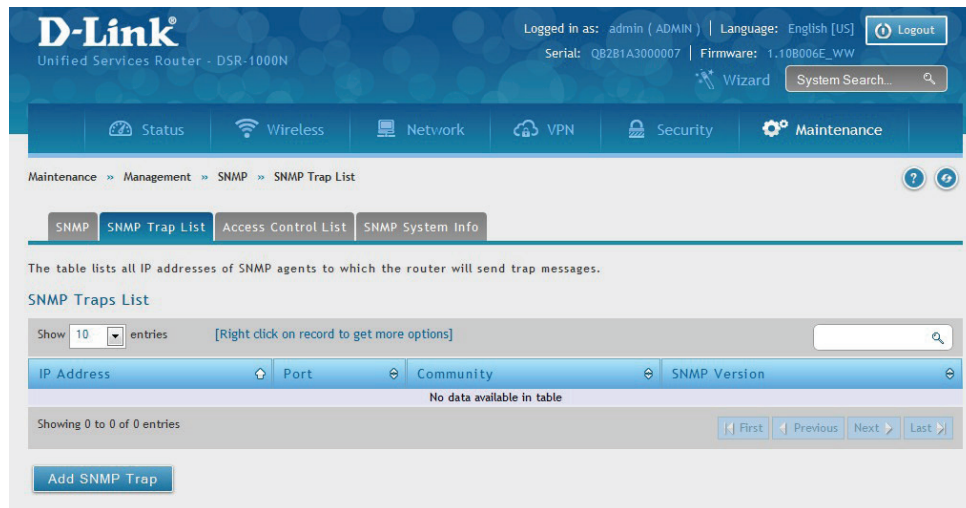 D-Link®
Unified Services Router - DSR-1000N
Logged in as: admin ( ADMIN ) | Language: English [US]
Logout
Serial: QB2B1A3000007 | Firmware: 1.10B006E_WW
Wizard
System Search...
Status
Wireless
Network
VPN
Security
Maintenance
Maintenance » Management » SNMP » SNMP Trap List
SNMP
SNMP Trap List
Access Control List
SNMP System Info
The table lists all IP addresses of SNMP agents to which the router will send trap messages.
SNMP Traps List
Show 10 entries
[Right click on record to get more options]
IP Address
Port
Community
SNMP Version
No data available in table
Showing 0 to 0 of 0 entries
First
Previous
Next
Last
Add SNMP Trap